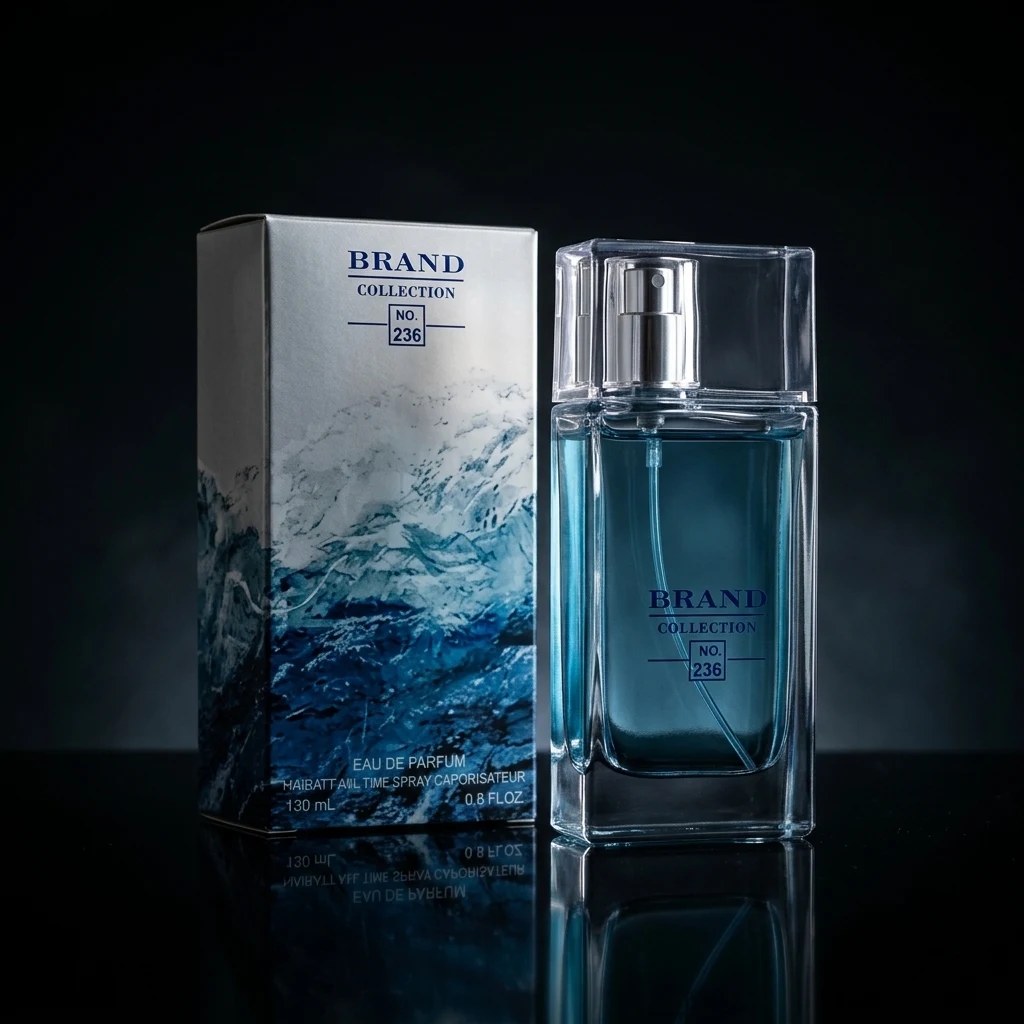 BRAND
COLLECTION
NO.
236
EAU DE PARFUM
HAIBATT AWL TIME SPRAY CAPORISATEUR
130 mL
0.8 FLOZ
BRAND
COLLECTION
NO.
236